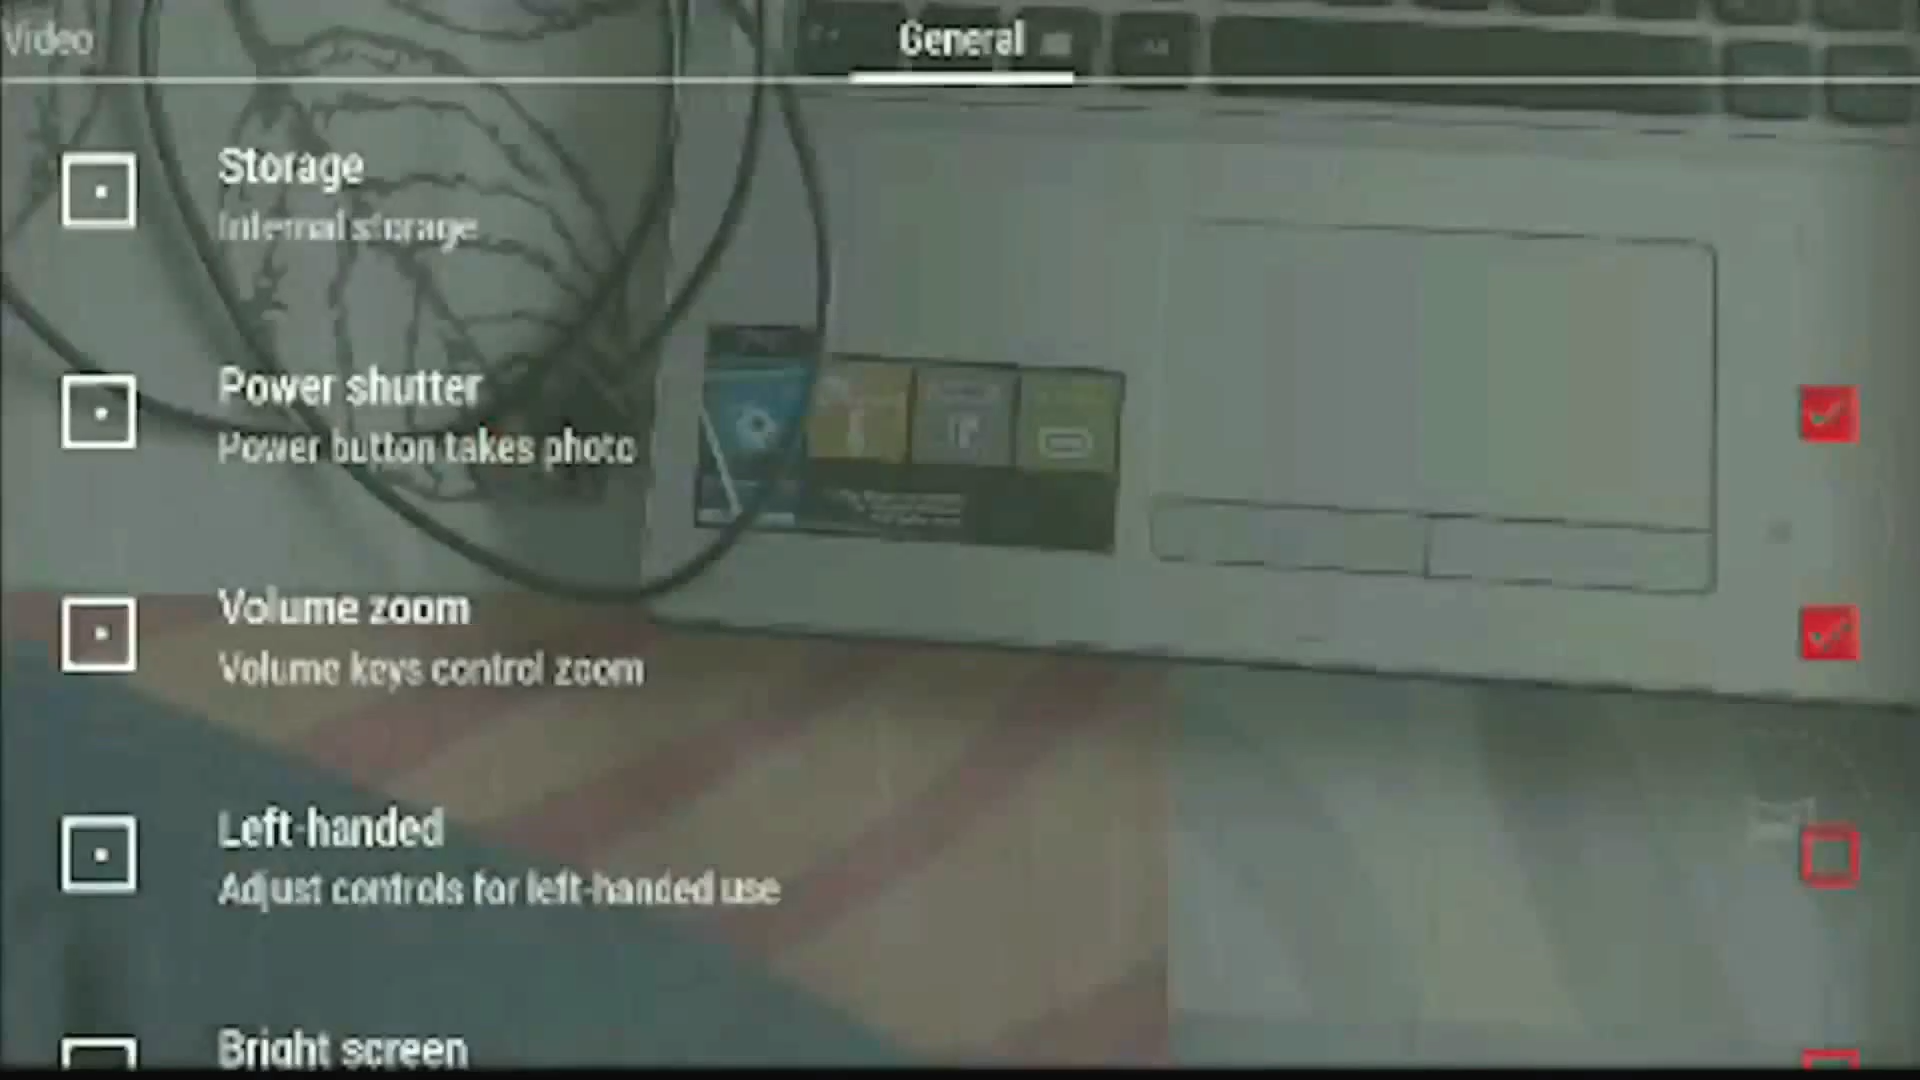 Video
General
Storage
Internal storage
Power shutter
Power button takes photo
Volume zoom
Volume keys control zoom
Left-handed
Adjust controls for left-handed use
Bright screen